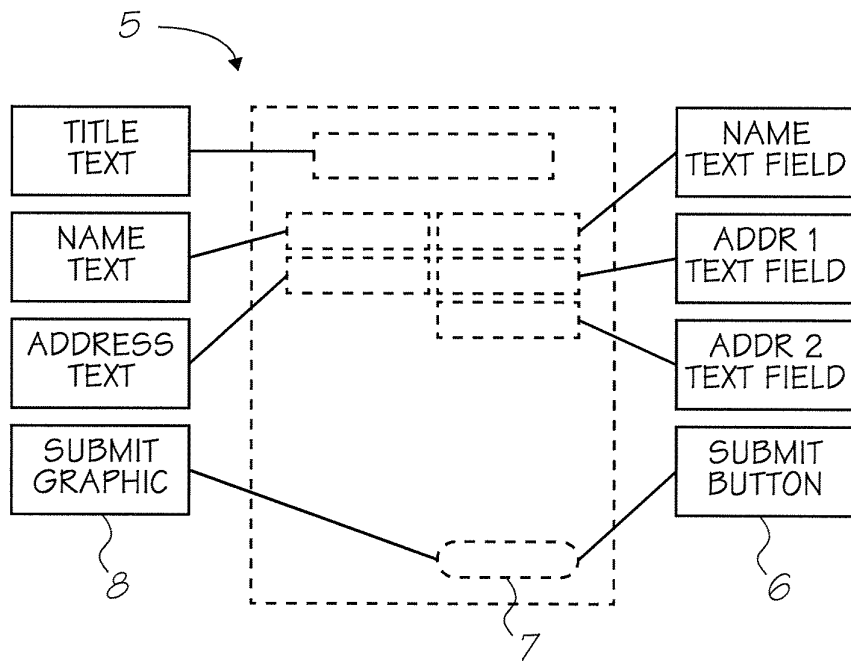 5
TITLE
TEXT
NAME
TEXT
ADDRESS
TEXT
SUBMIT
GRAPHIC
8
NAME
TEXT FIELD
ADDR 1
TEXT FIELD
ADDR 2
TEXT FIELD
SUBMIT
BUTTON
6
7